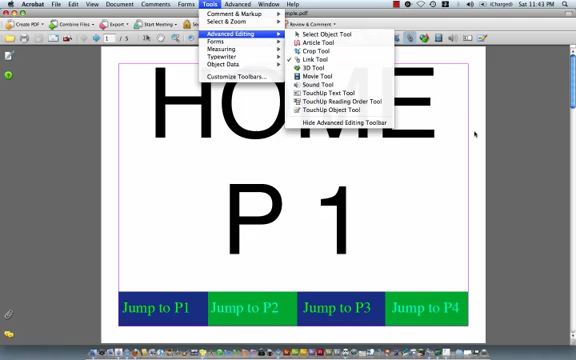 Acrobat File Edit View Document Comments Forms Tools Advanced Window Help (Charged) Sat 11:43 PM
mple.pdf
Create PDF Combine Files Export Start Meeting Review & Comment
1 / 5
Comment & Markup
Select & Zoom
Advanced Editing
Forms
Measuring
Typewriter
Object Data
Customize Toolbars...
Select Object Tool
Article Tool
Crop Tool
Link Tool
3D Tool
Movie Tool
Sound Tool
TouchUp Text Tool
TouchUp Reading Order Tool
TouchUp Object Tool
Hide Advanced Editing Toolbar
HOME
P 1
Jump to P1 Jump to P2 Jump to P3 Jump to P4